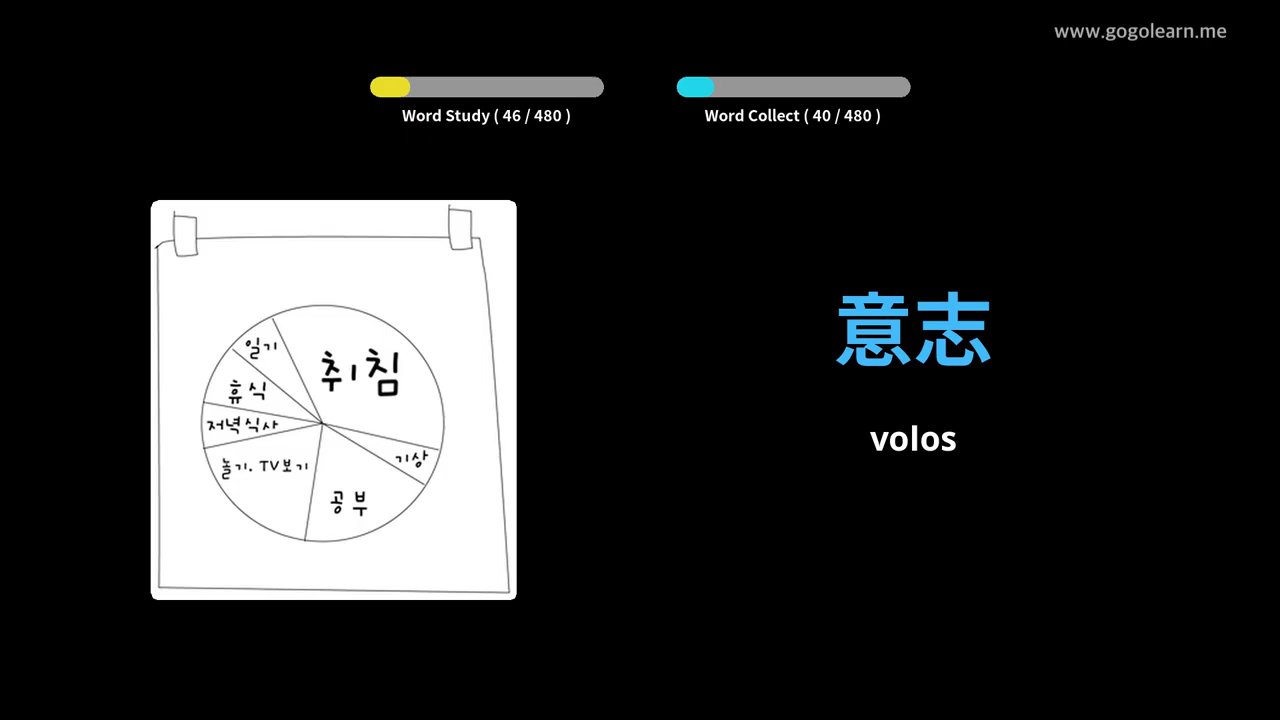 www.gogolearn.me
Word Study ( 46 / 480 )
Word Collect ( 40 / 480 )
일기
취침
휴식
저녁식사
놀기. TV보기
기상
공부
意志
volos